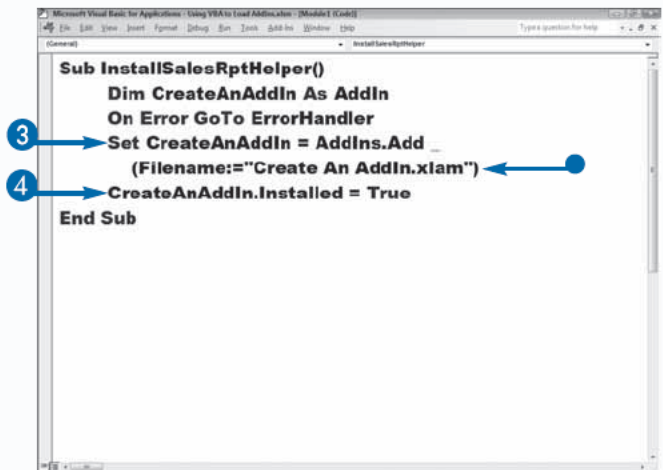 Microsoft Visual Basic for Applications - Using VBA to Load AddIns.xlsm - [Module1 (Code)]
File Edit View Insert Format Debug Run Tools Add-Ins Window Help Type a question for help
(General) InstallSalesRptHelper
Sub InstallSalesRptHelper()
Dim CreateAnAddIn As AddIn
On Error GoTo ErrorHandler
3 Set CreateAnAddIn = AddIns.Add _
(Filename:="Create An AddIn.xlam")
4 CreateAnAddIn.Installed = True
End Sub